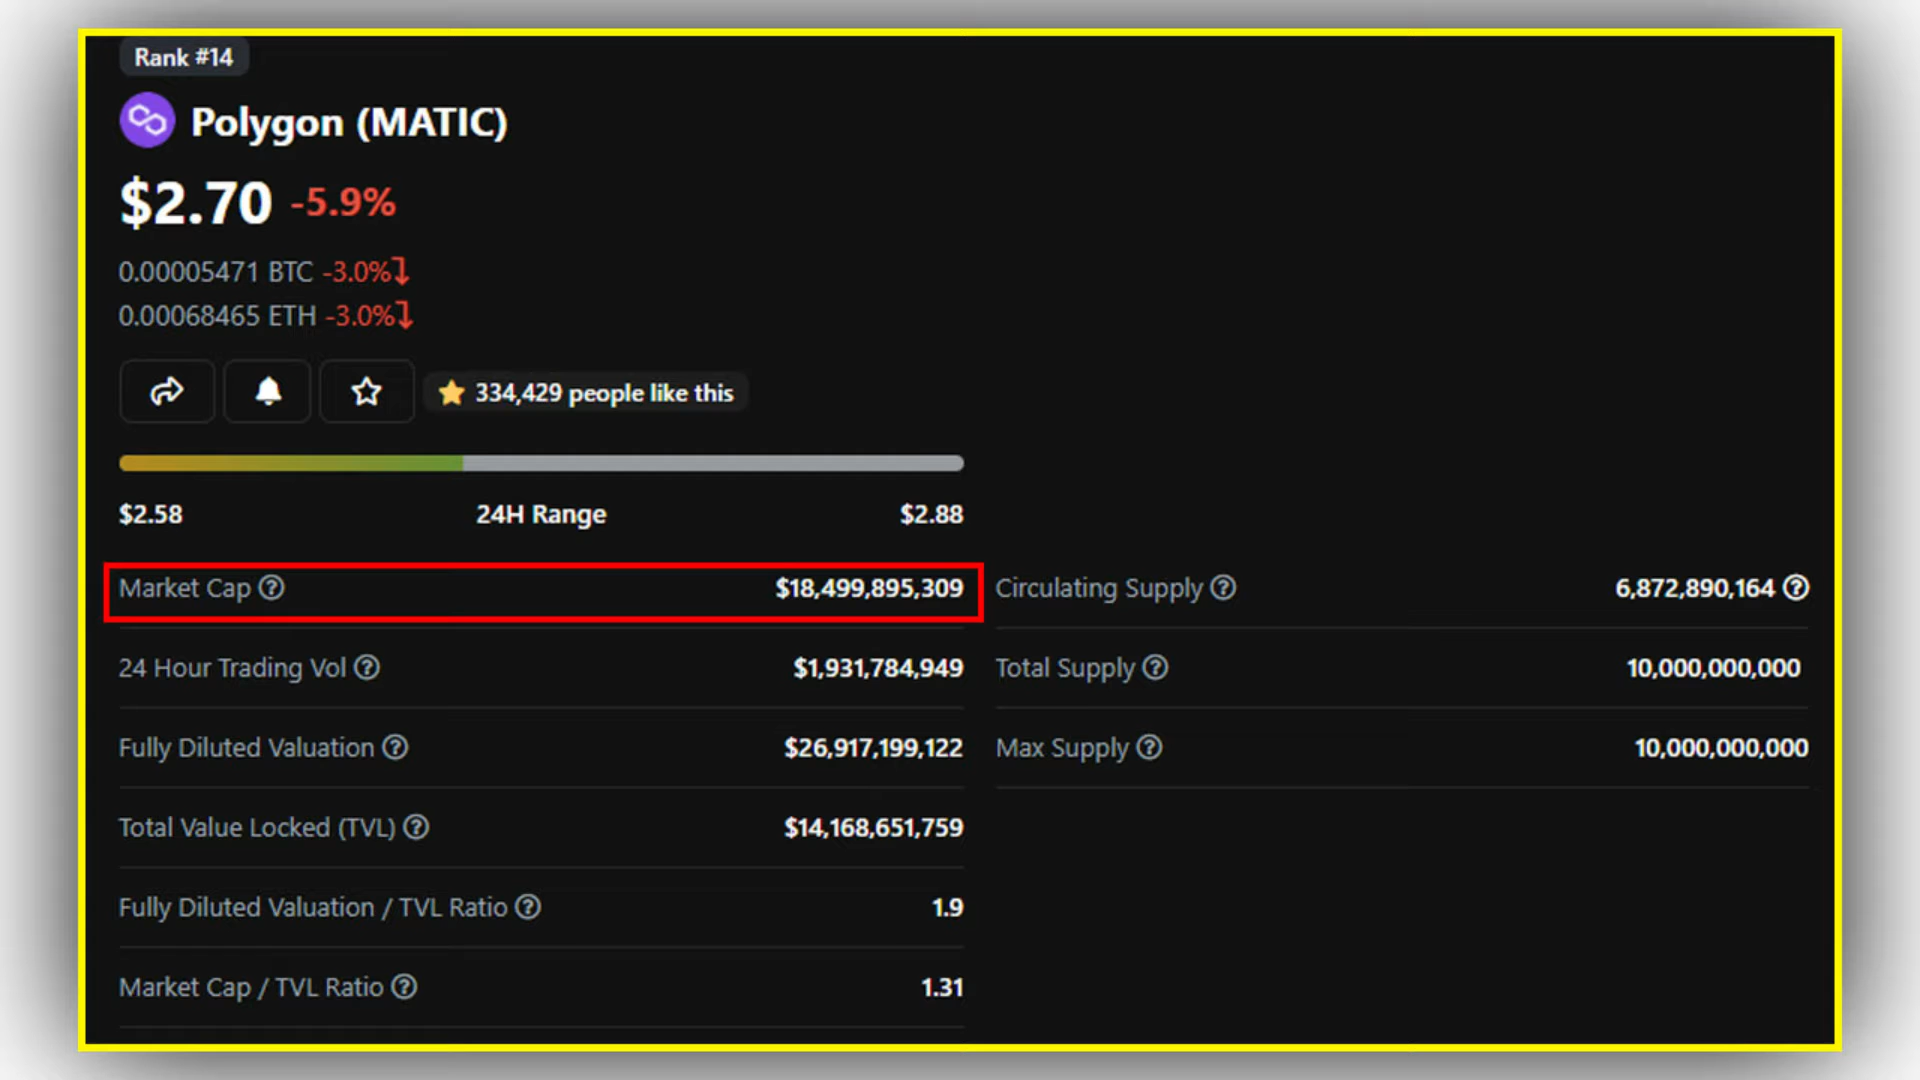 Rank #14
Polygon (MATIC)
$2.70 -5.9%
0.00005471 BTC -3.0%
0.00068465 ETH -3.0%
334,429 people like this
$2.58 24H Range $2.88
Market Cap $18,499,895,309 Circulating Supply 6,872,890,164
24 Hour Trading Vol $1,931,784,949 Total Supply 10,000,000,000
Fully Diluted Valuation $26,917,199,122 Max Supply 10,000,000,000
Total Value Locked (TVL) $14,168,651,759
Fully Diluted Valuation / TVL Ratio 1.9
Market Cap / TVL Ratio 1.31